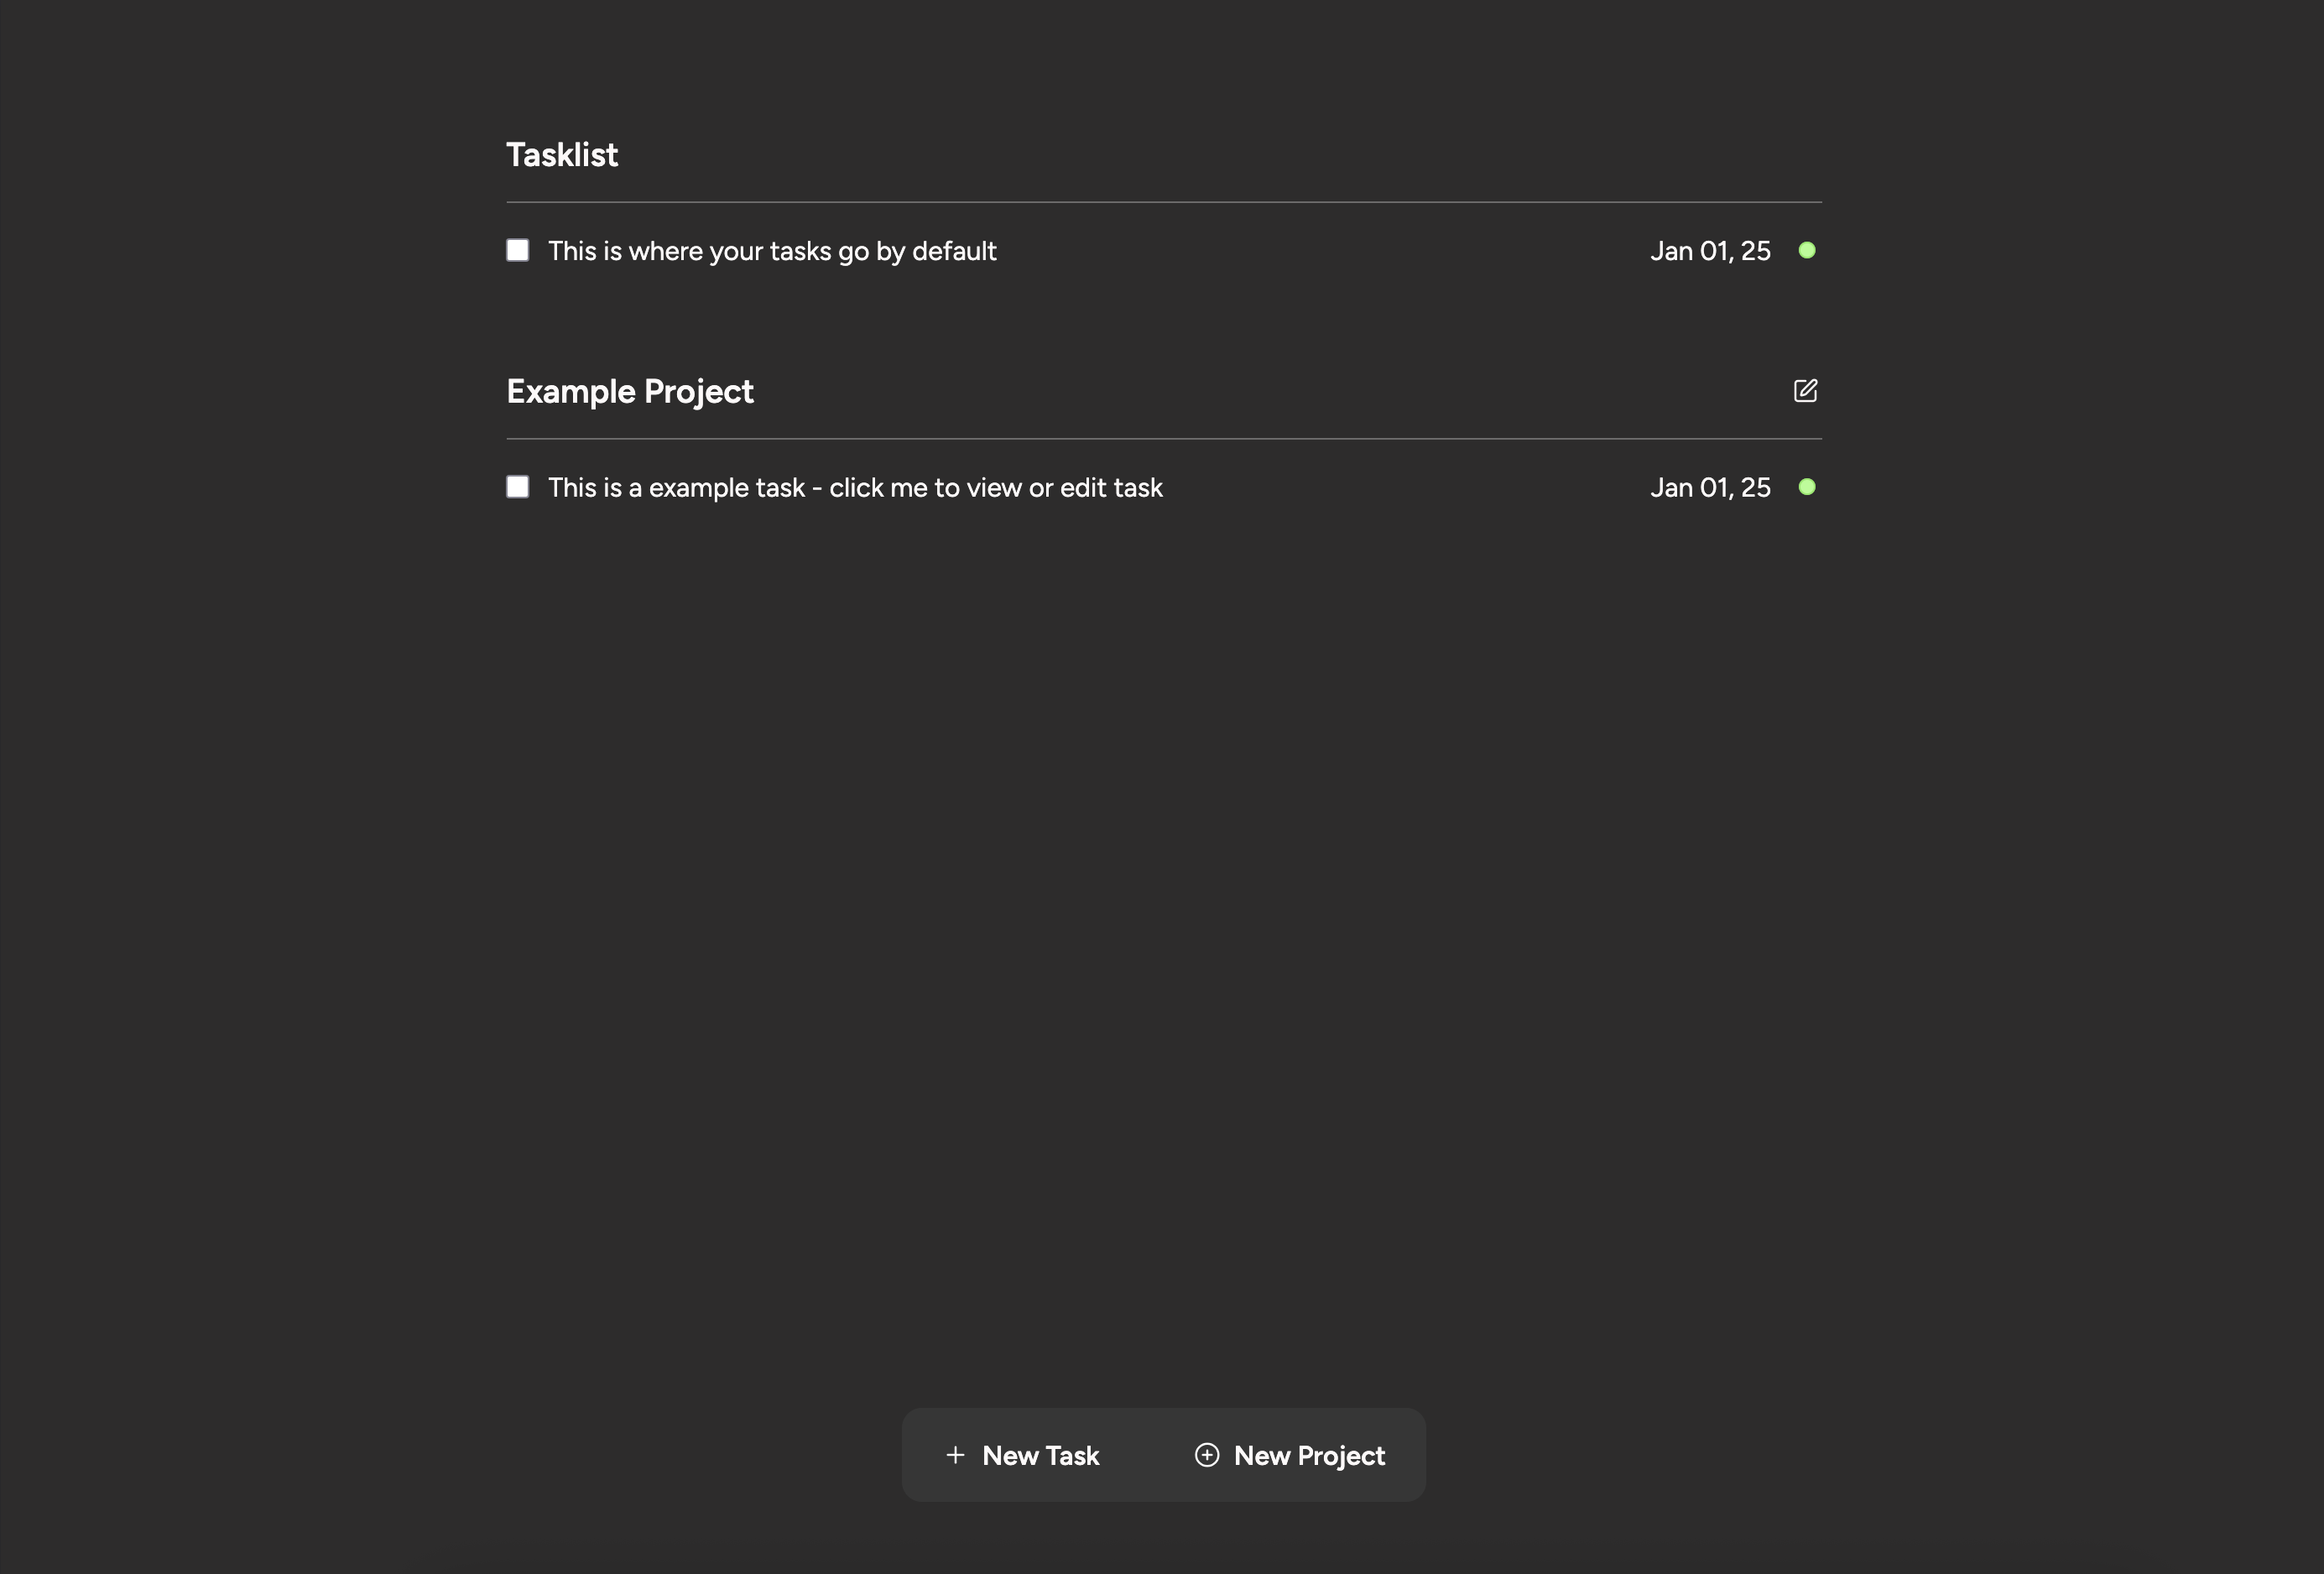 Tasklist
This is where your tasks go by default Jan 01, 25
Example Project
This is a example task - click me to view or edit task Jan 01, 25
New Task New Project